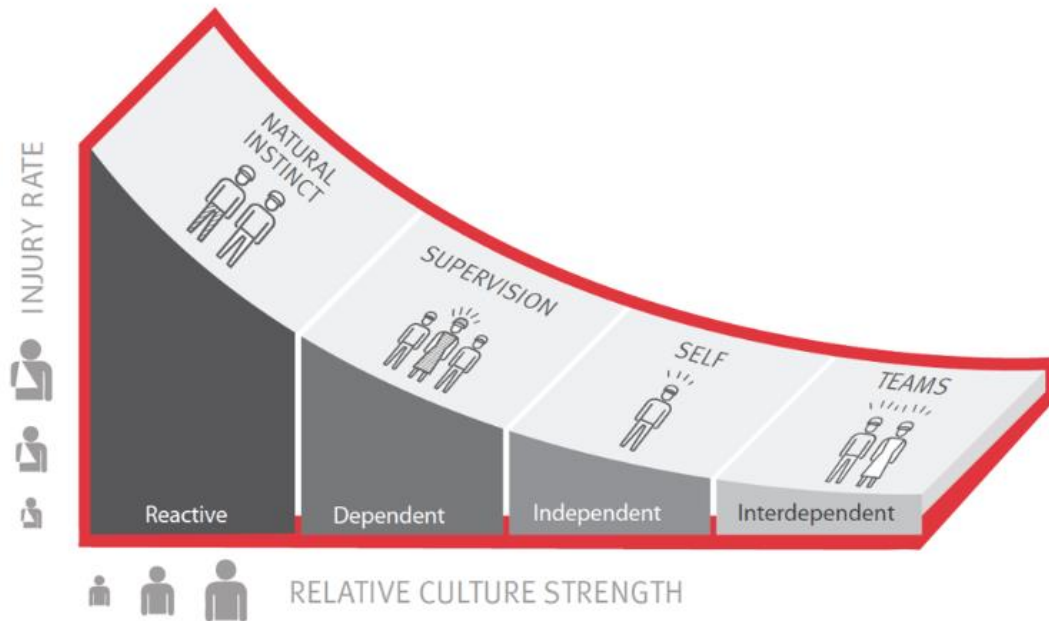 NATURAL
INSTINCT
SUPERVISION
SELF
TEAMS
INJURY RATE
Reactive
Dependent
Independent
Interdependent
RELATIVE CULTURE STRENGTH